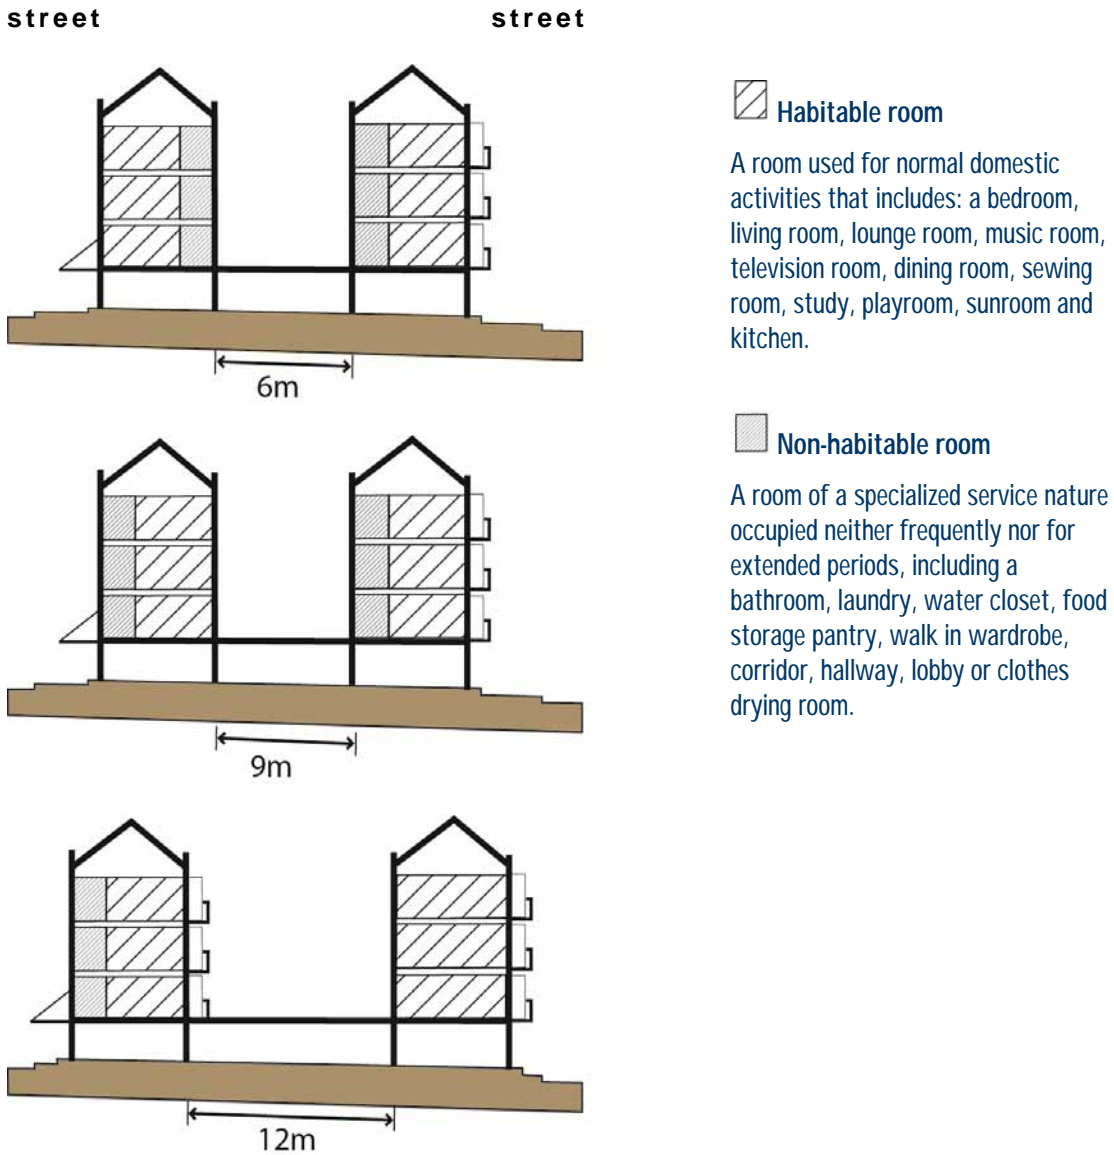 street street
Habitable room
A room used for normal domestic
activities that includes: a bedroom,
living room, lounge room, music room,
television room, dining room, sewing
room, study, playroom, sunroom and
kitchen.
6m
Non-habitable room
A room of a specialized service nature
occupied neither frequently nor for
extended periods, including a
bathroom, laundry, water closet, food
storage pantry, walk in wardrobe,
corridor, hallway, lobby or clothes
drying room.
9m
12m